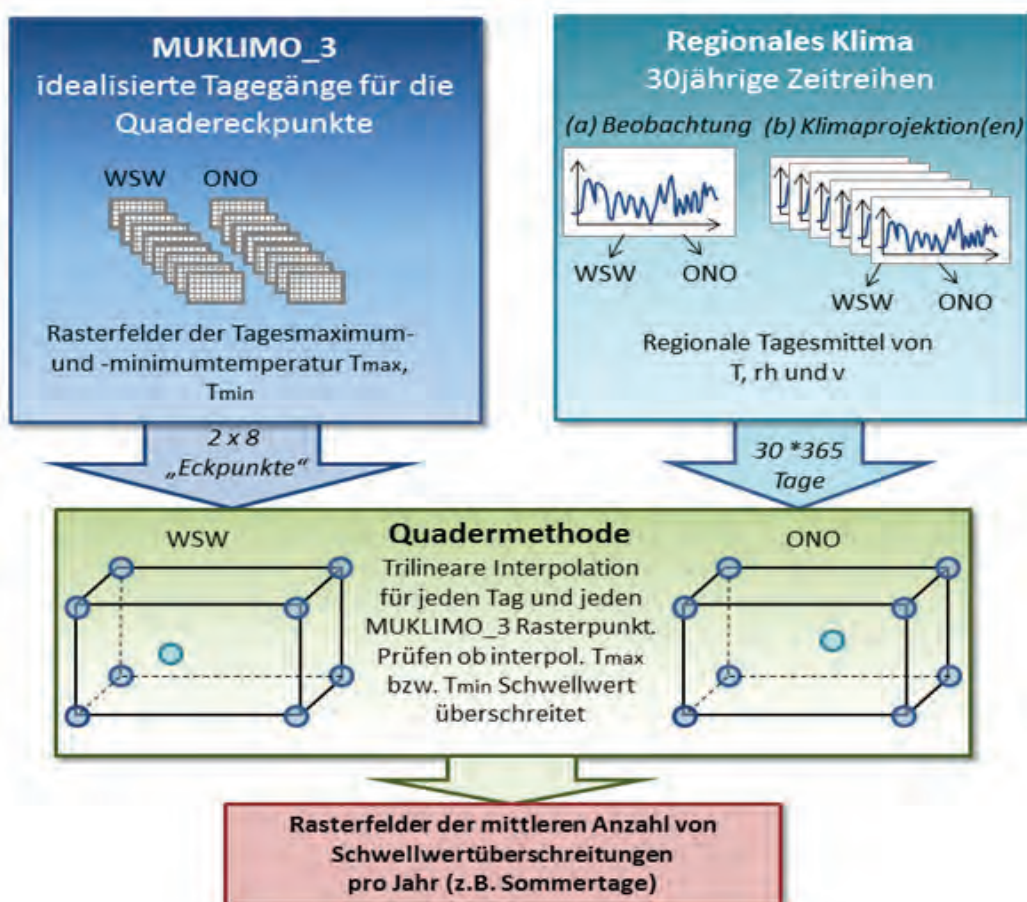 MUKLIMO_3
idealisierte Tagegänge für die
Quadereckpunkte
WSW ONO
Rasterfelder der Tagesmaximum-
und -minimumtemperatur Tmax,
Tmin
Regionales Klima
30jährige Zeitreihen
(a) Beobachtung (b) Klimaprojektion(en)
WSW ONO
WSW ONO
Regionale Tagesmittel von
T, rh und v
2 x 8
„Eckpunkte“
30 *365
Tage
Quadermethode
WSW
ONO
Trilineare Interpolation
für jeden Tag und jeden
MUKLIMO_3 Rasterpunkt.
Prüfen ob interpol. Tmax
bzw. Tmin Schwellwert
überschreitet
Rasterfelder der mittleren Anzahl von
Schwellwertüberschreitungen
pro Jahr (z.B. Sommertage)